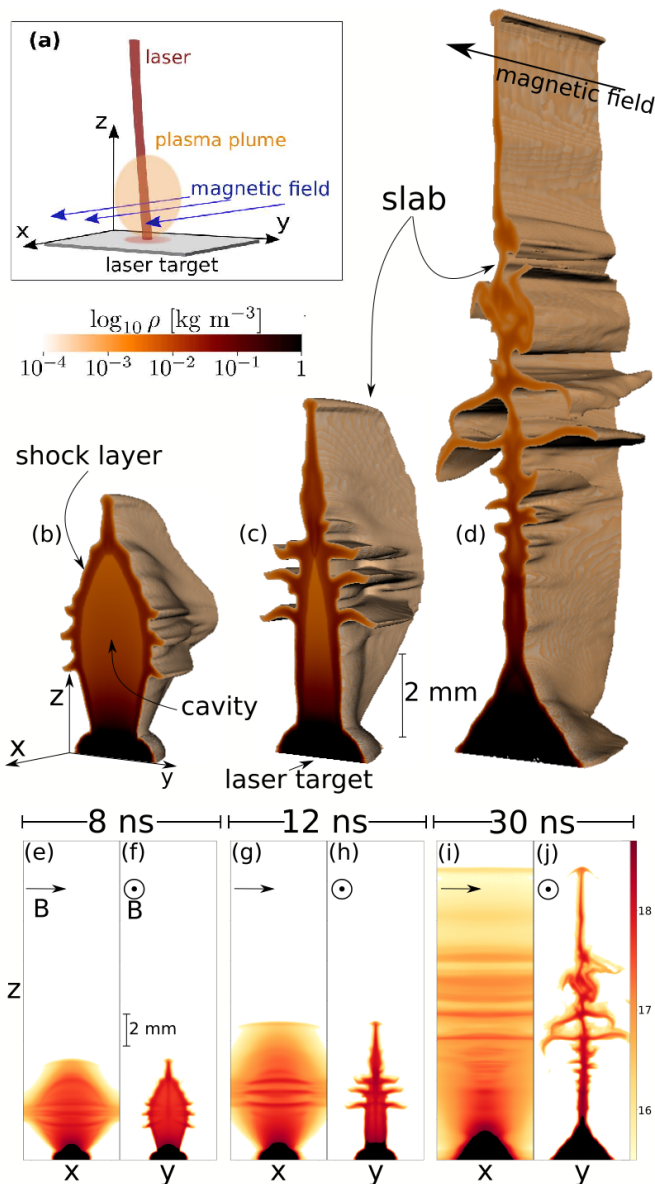 (a)
laser
z
plasma plume
magnetic field
x
y
laser target
magnetic field
slab
log₁₀ ρ [kg m⁻³]
10⁻⁴ 10⁻³ 10⁻² 10⁻¹ 1
shock layer
(b)
(c)
(d)
cavity
2 mm
z
x
y
laser target
8 ns
12 ns
30 ns
(e) (f) (g) (h) (i) (j)
B
B
z
2 mm
18
17
16
x y x y x y